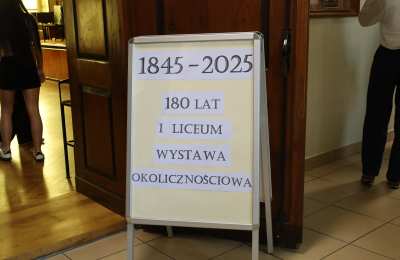 1845-2025
180 LAT
I LICEUM
WYSTAWA
OKOLICZNOŚCIOWA